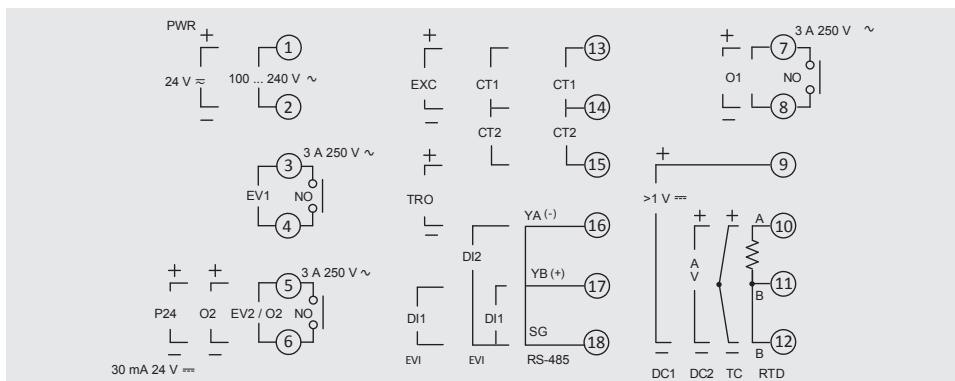 PWR
+
24 V ⎓
−
1
100 ... 240 V ~
2
3 A 250 V ~
3
EV1
NO
4
+
P24
−
30 mA 24 V ⎓
+
O2
−
3 A 250 V ~
5
EV2 / O2
NO
6
+
EXC
−
CT1
CT2
13
CT1
14
CT2
15
+
TRO
−
YA (-)
16
DI2
YB (+)
17
DI1
DI1
SG
18
EVI
EVI
RS-485
3 A 250 V ~
+
7
O1
NO
−
8
+
9
>1 V ⎓
+
+
A
10
A
V
11
B
12
B
−
−
−
DC1
DC2
TC
RTD